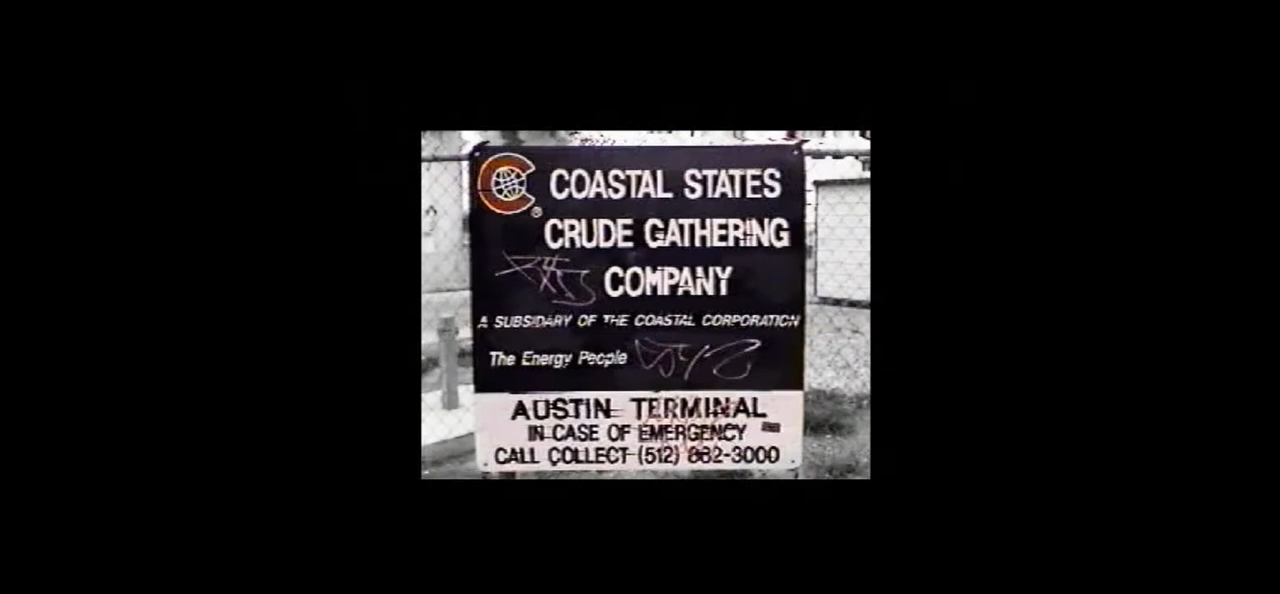 COASTAL STATES
CRUDE GATHERING
COMPANY
A SUBSIDARY OF THE COASTAL CORPORATION
The Energy People
AUSTIN TERMINAL
IN CASE OF EMERGENCY
CALL COLLECT (512) 882-3000